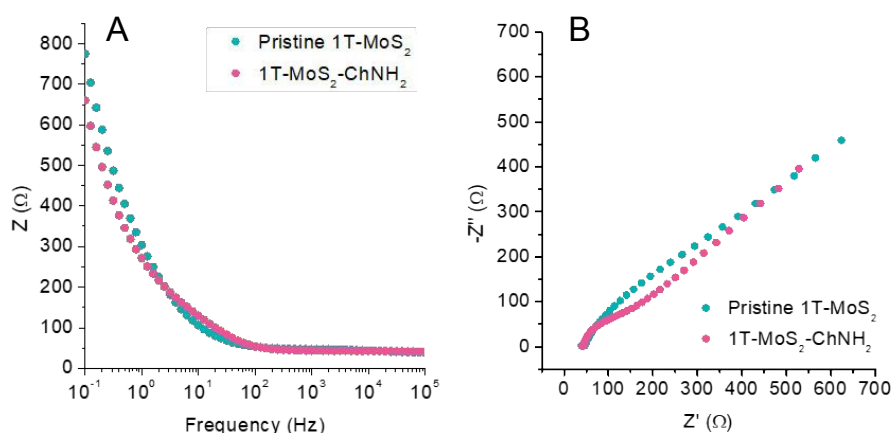 A
Pristine 1T-MoS₂
1T-MoS₂-ChNH₂
800
700
600
500
400
300
200
100
0
Z (Ω)
10⁻¹ 10⁰ 10¹ 10² 10³ 10⁴ 10⁵
Frequency (Hz)
B
700
600
500
400
300
200
100
0
-Z" (Ω)
Pristine 1T-MoS₂
1T-MoS₂-ChNH₂
0 100 200 300 400 500 600 700
Z' (Ω)